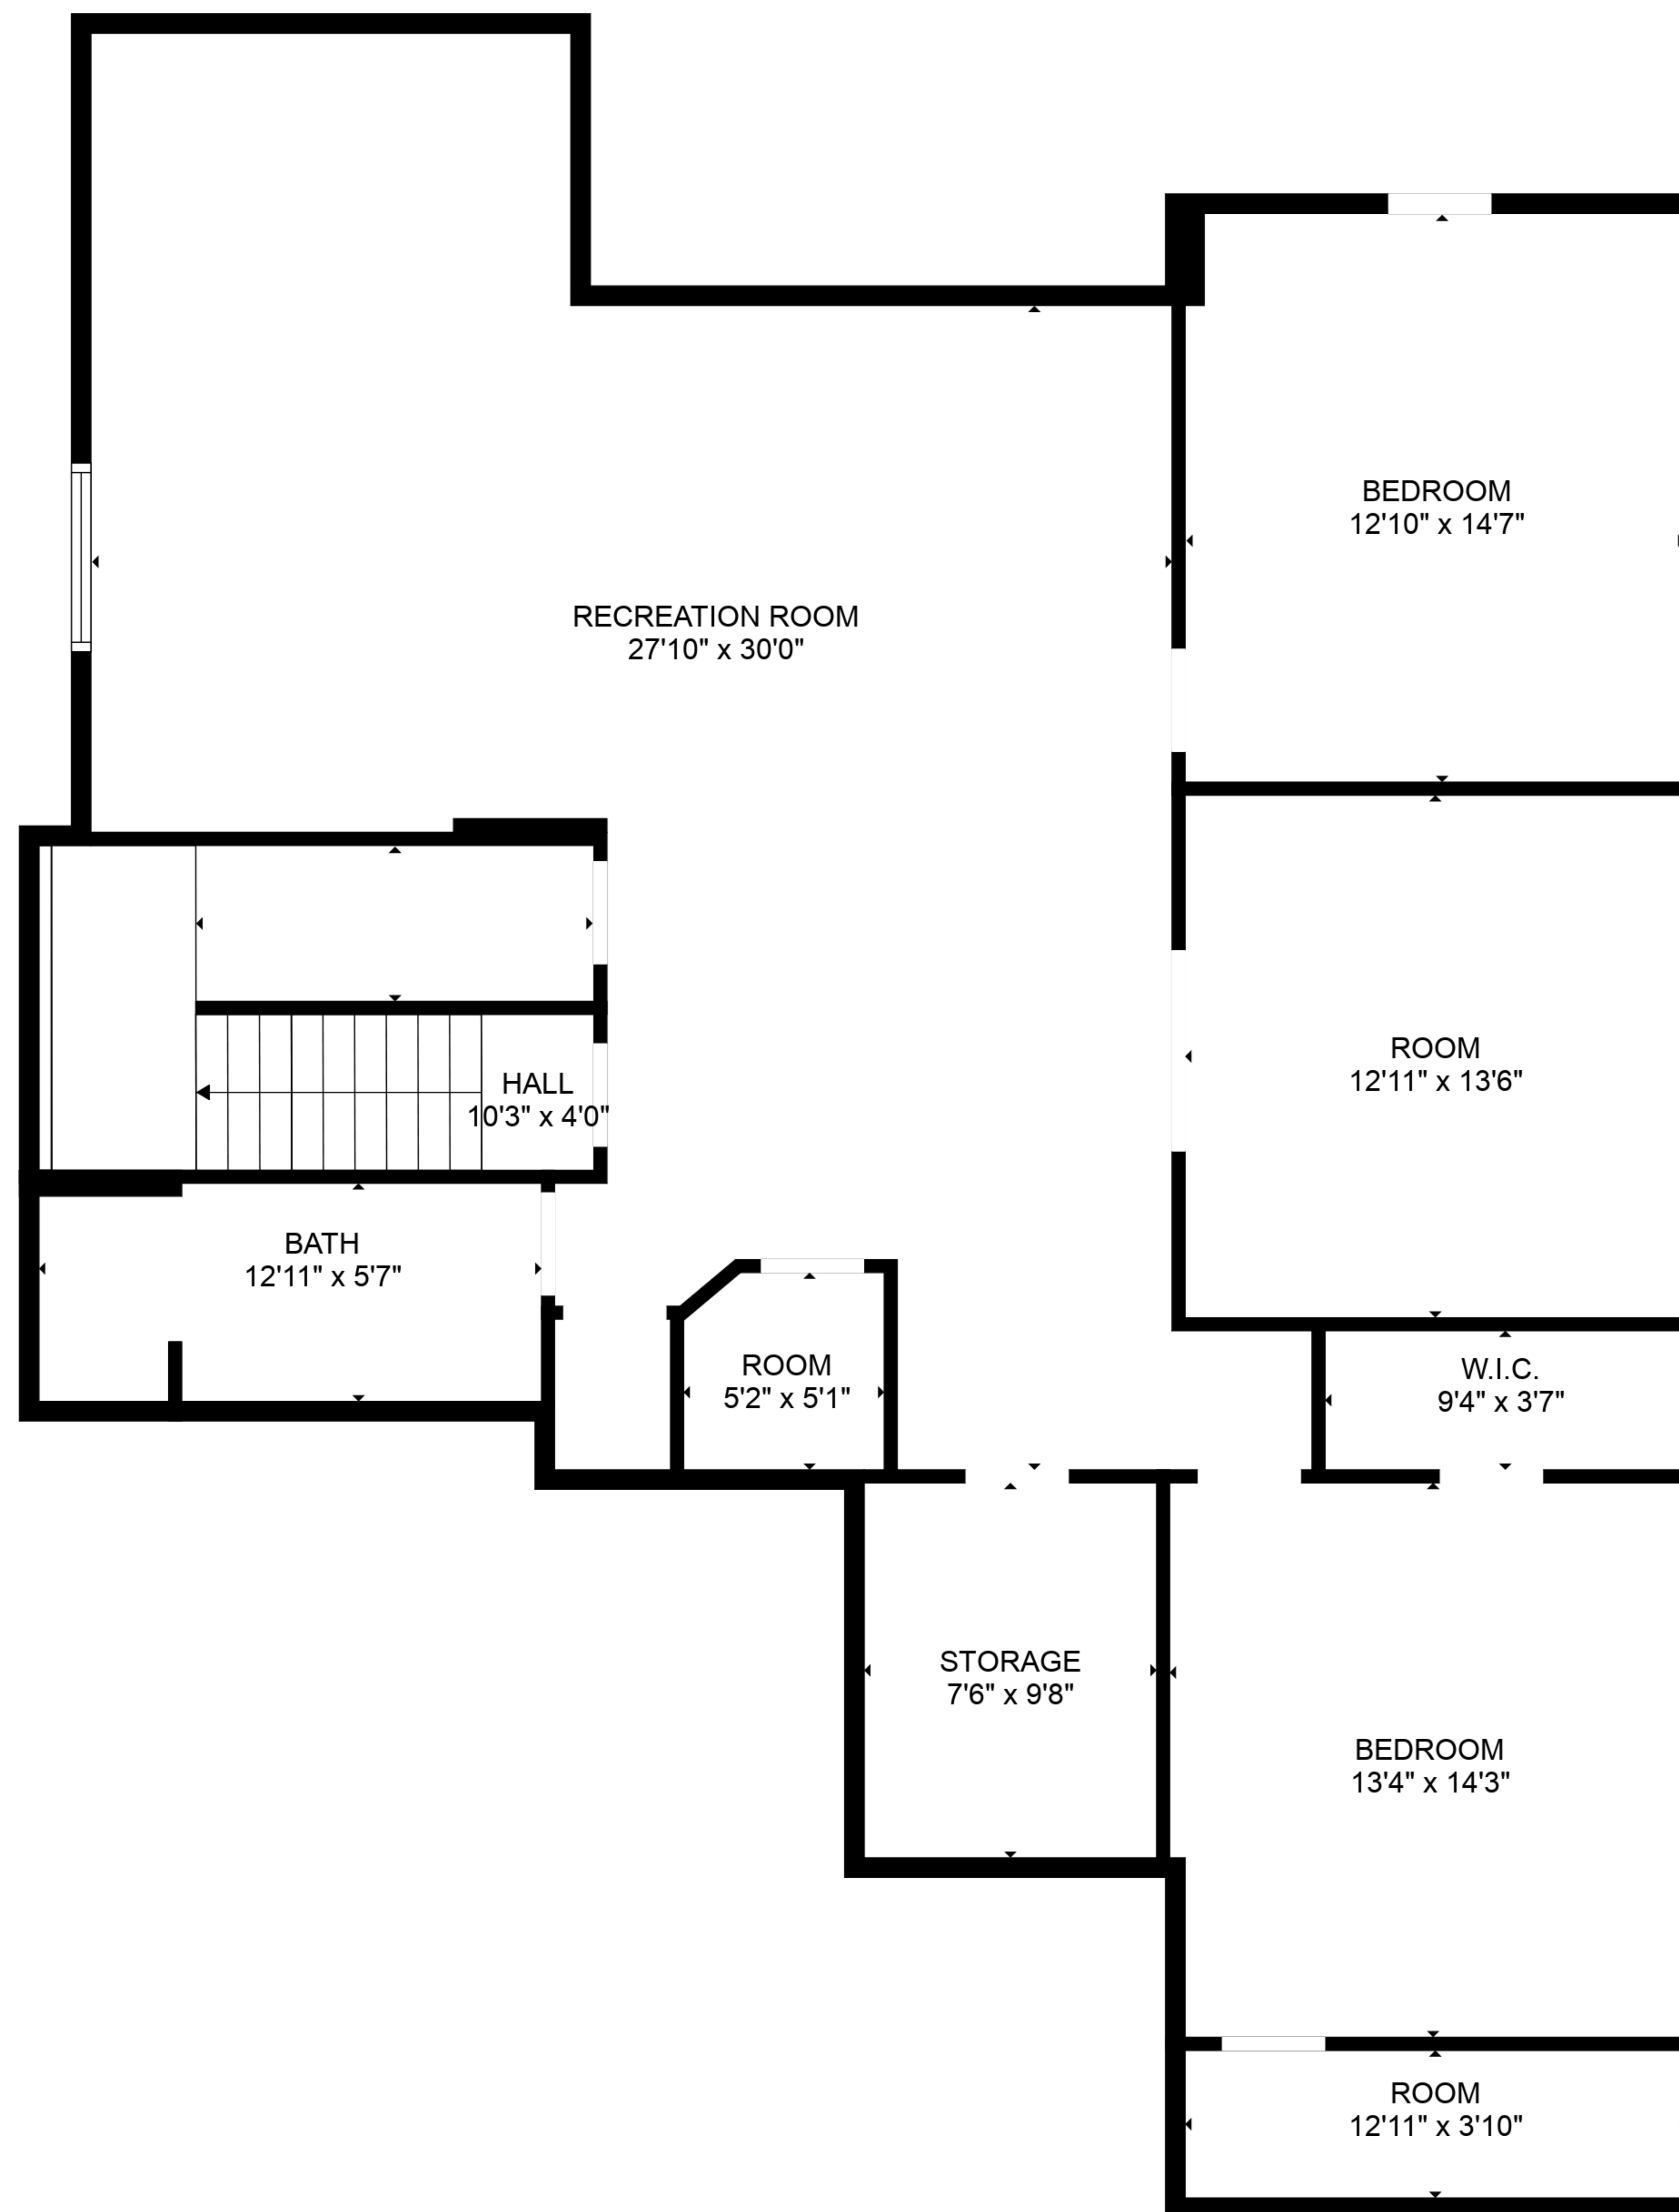 BEDROOM
12'10" x 14'7"
RECREATION ROOM
27'10" x 30'0"
ROOM
12'11" x 13'6"
HALL
10'3" x 4'0"
BATH
12'11" x 5'7"
ROOM
5'2" x 5'1"
W.I.C.
9'4" x 3'7"
STORAGE
7'6" x 9'8"
BEDROOM
13'4" x 14'3"
ROOM
12'11" x 3'10"